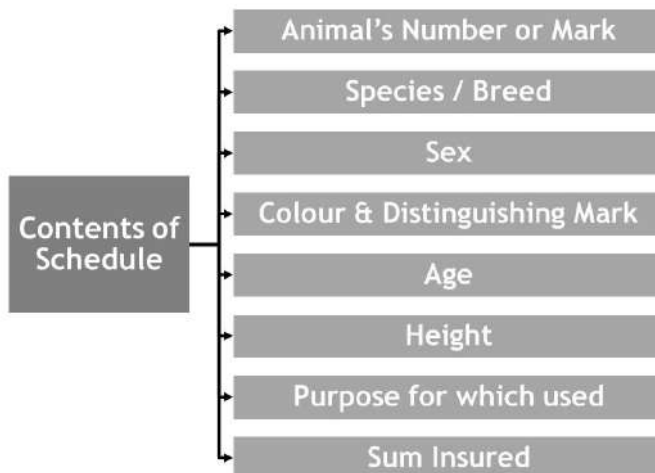 Contents of
Schedule
Animal's Number or Mark
Species / Breed
Sex
Colour & Distinguishing Mark
Age
Height
Purpose for which used
Sum Insured